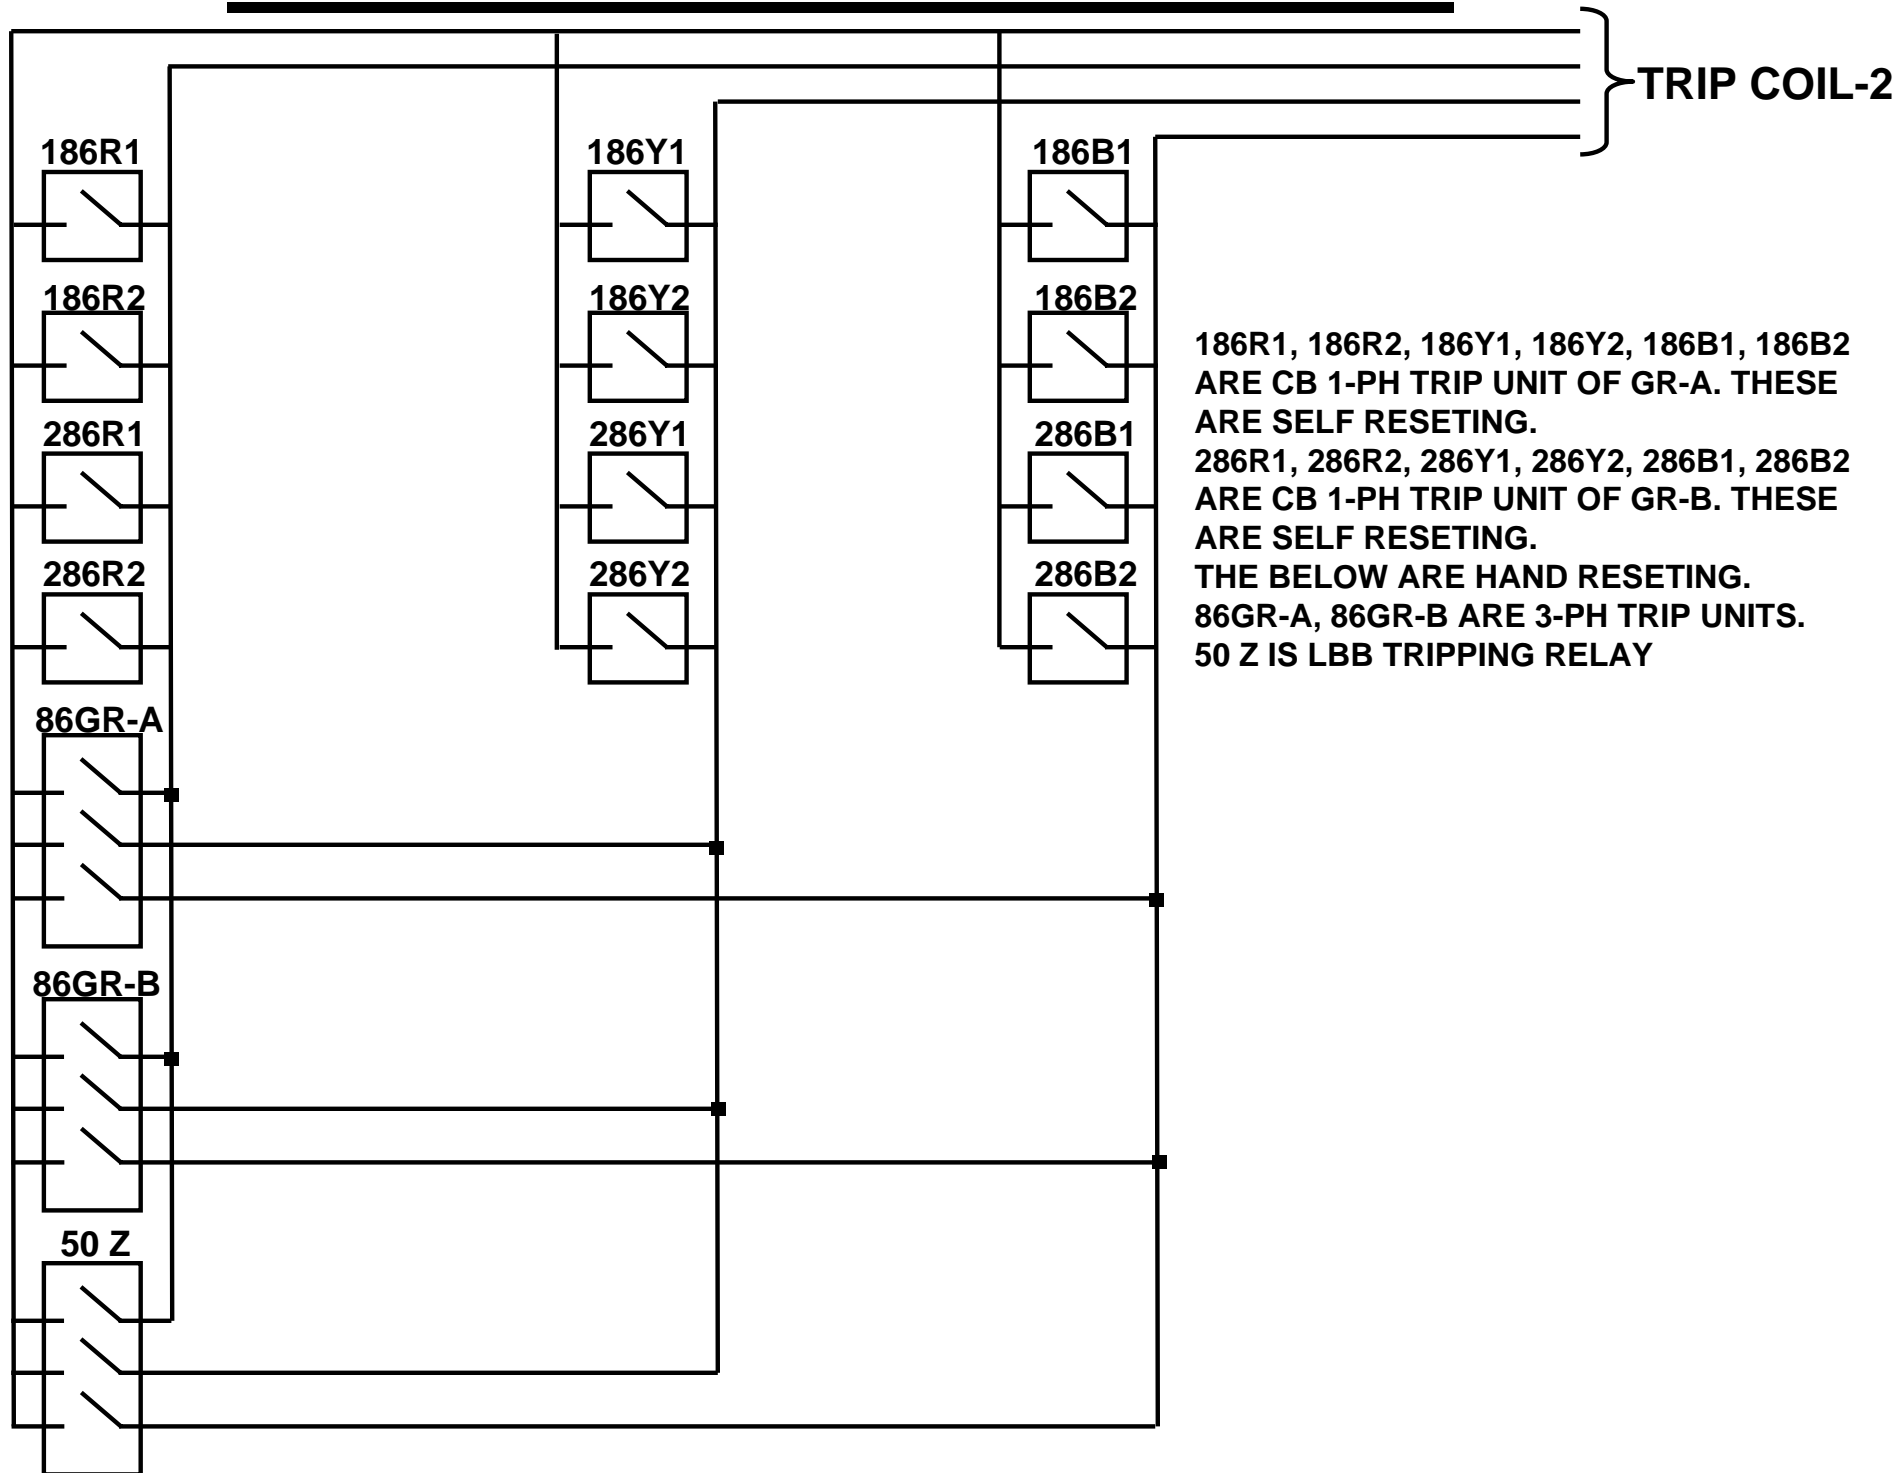 TRIP COIL-2
186R1
186Y1
186B1
186R2
186Y2
186B2
286R1
286Y1
286B1
286R2
286Y2
286B2
186R1, 186R2, 186Y1, 186Y2, 186B1, 186B2
ARE CB 1-PH TRIP UNIT OF GR-A. THESE
ARE SELF RESETING.
286R1, 286R2, 286Y1, 286Y2, 286B1, 286B2
ARE CB 1-PH TRIP UNIT OF GR-B. THESE
ARE SELF RESETING.
THE BELOW ARE HAND RESETING.
86GR-A, 86GR-B ARE 3-PH TRIP UNITS.
50 Z IS LBB TRIPPING RELAY
86GR-A
86GR-B
50 Z